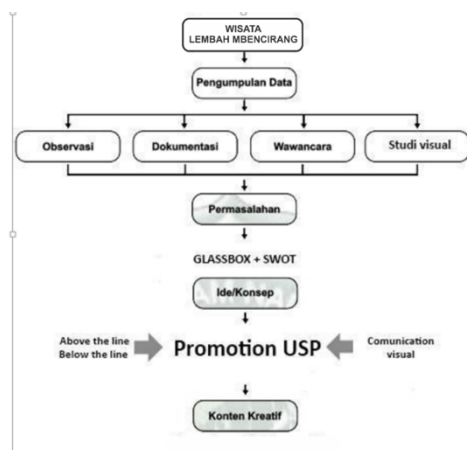 WISATA
LEMBAH MBENCIRANG
Pengumpulan Data
Observasi
Dokumentasi
Wawancara
Studi visual
Permasalahan
GLASSBOX + SWOT
Ide/Konsep
Above the line
Below the line
Promotion USP
Comunication
visual
Konten Kreatif